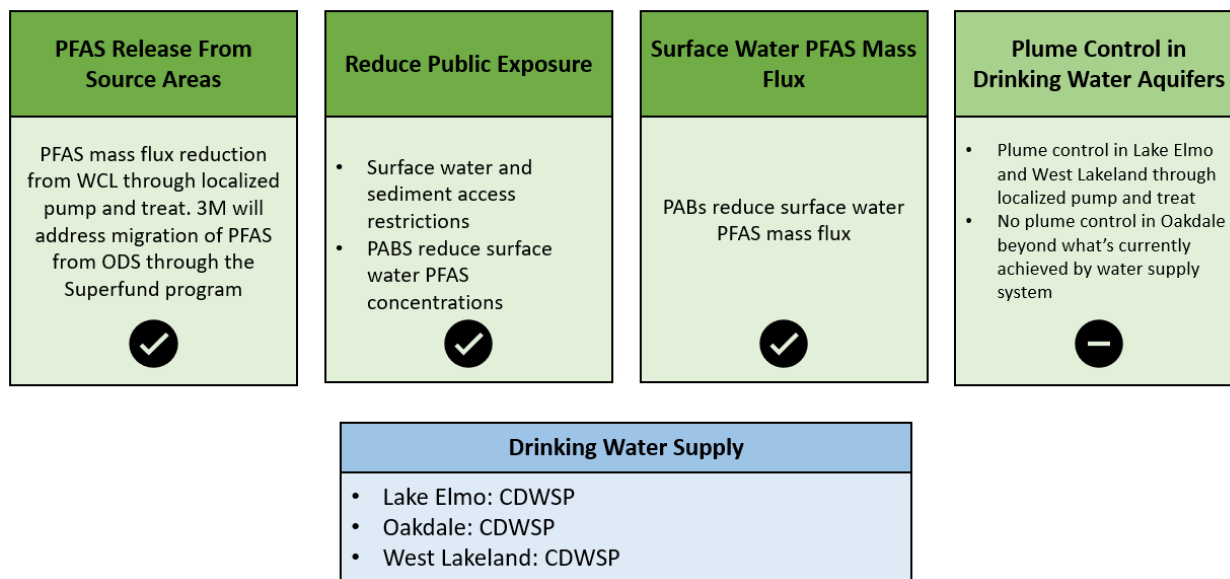 PFAS Release From
Source Areas
PFAS mass flux reduction
from WCL through localized
pump and treat. 3M will
address migration of PFAS
from ODS through the
Superfund program
Reduce Public Exposure
• Surface water and
sediment access
restrictions
• PABS reduce surface
water PFAS
concentrations
Surface Water PFAS Mass
Flux
PABs reduce surface water
PFAS mass flux
Plume Control in
Drinking Water Aquifers
• Plume control in Lake Elmo
and West Lakeland through
localized pump and treat
• No plume control in Oakdale
beyond what’s currently
achieved by water supply
system
Drinking Water Supply
• Lake Elmo: CDWSP
• Oakdale: CDWSP
• West Lakeland: CDWSP